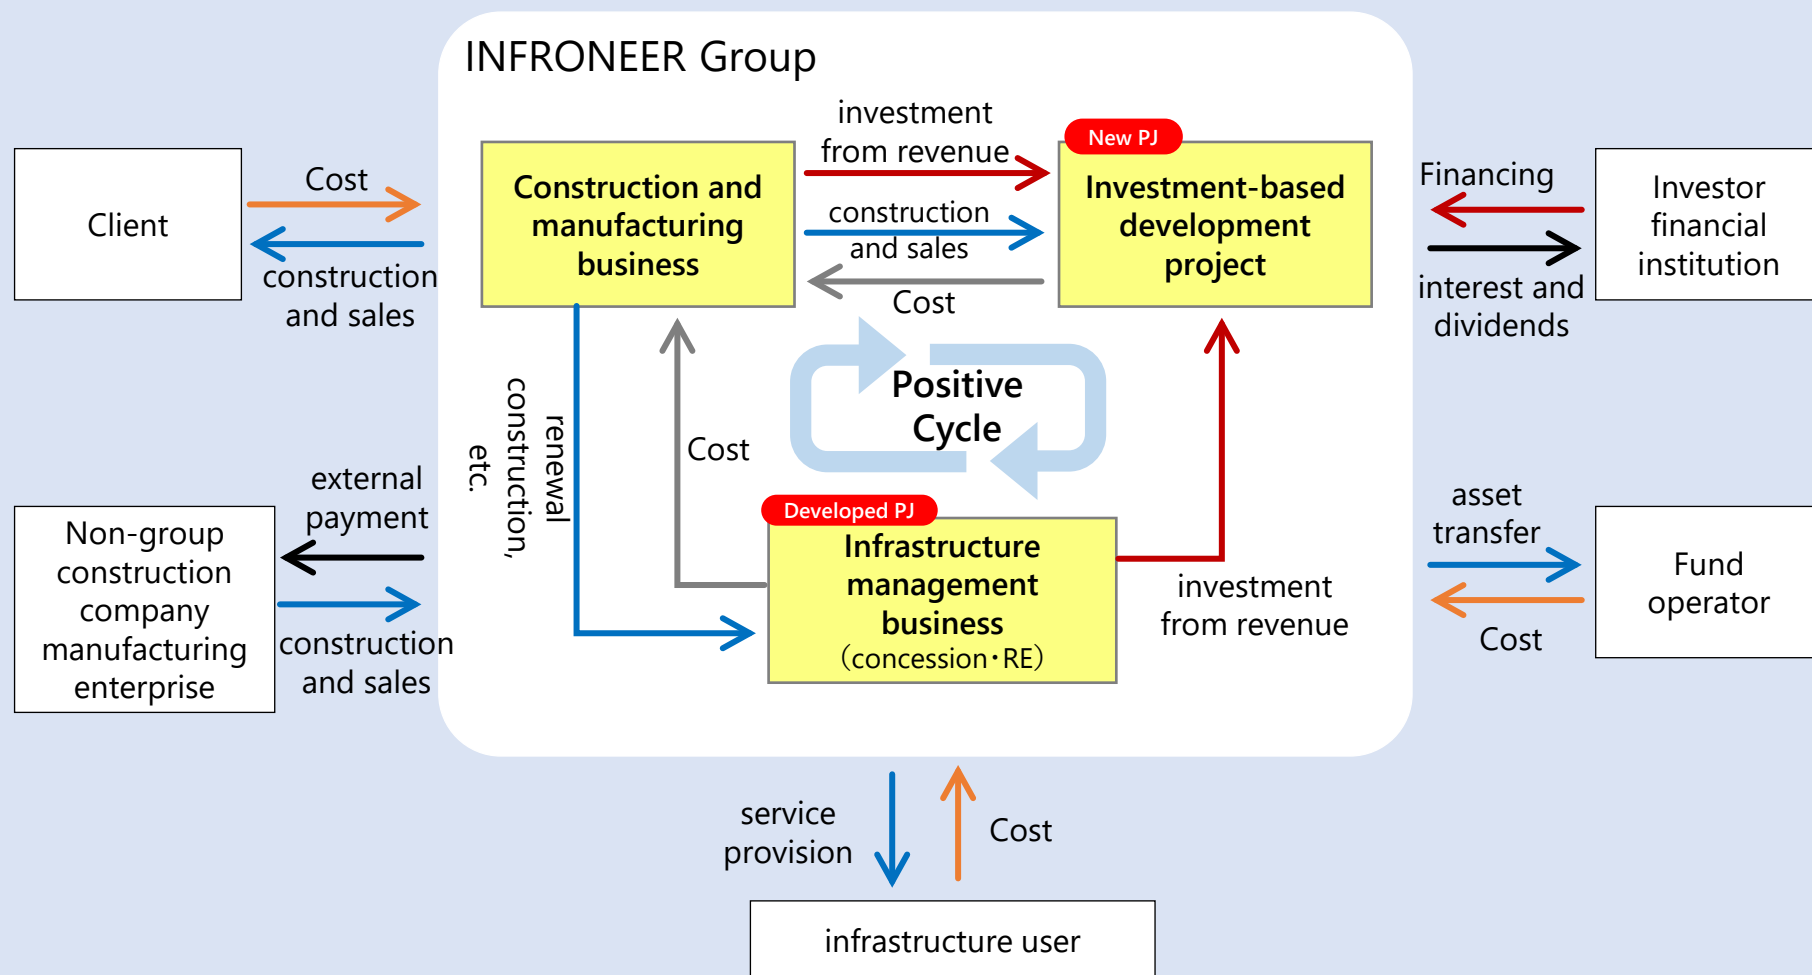 INFRONEER Group
Client
Cost
construction
and sales
Construction and
manufacturing
business
investment
from revenue
construction
and sales
Cost
New PJ
Investment-based
development
project
Financing
interest and
dividends
Investor
financial
institution
Positive
Cycle
renewal
construction,
etc.
Cost
Non-group
construction
company
manufacturing
enterprise
external
payment
construction
and sales
Developed PJ
Infrastructure
management
business
（concession・RE）
investment
from revenue
asset
transfer
Cost
Fund
operator
service
provision
Cost
infrastructure user